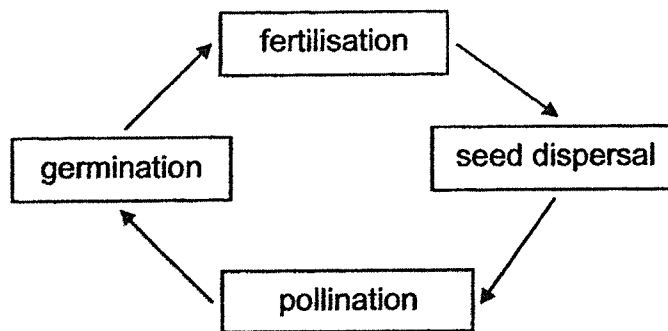 fertilisation
seed dispersal
germination
pollination